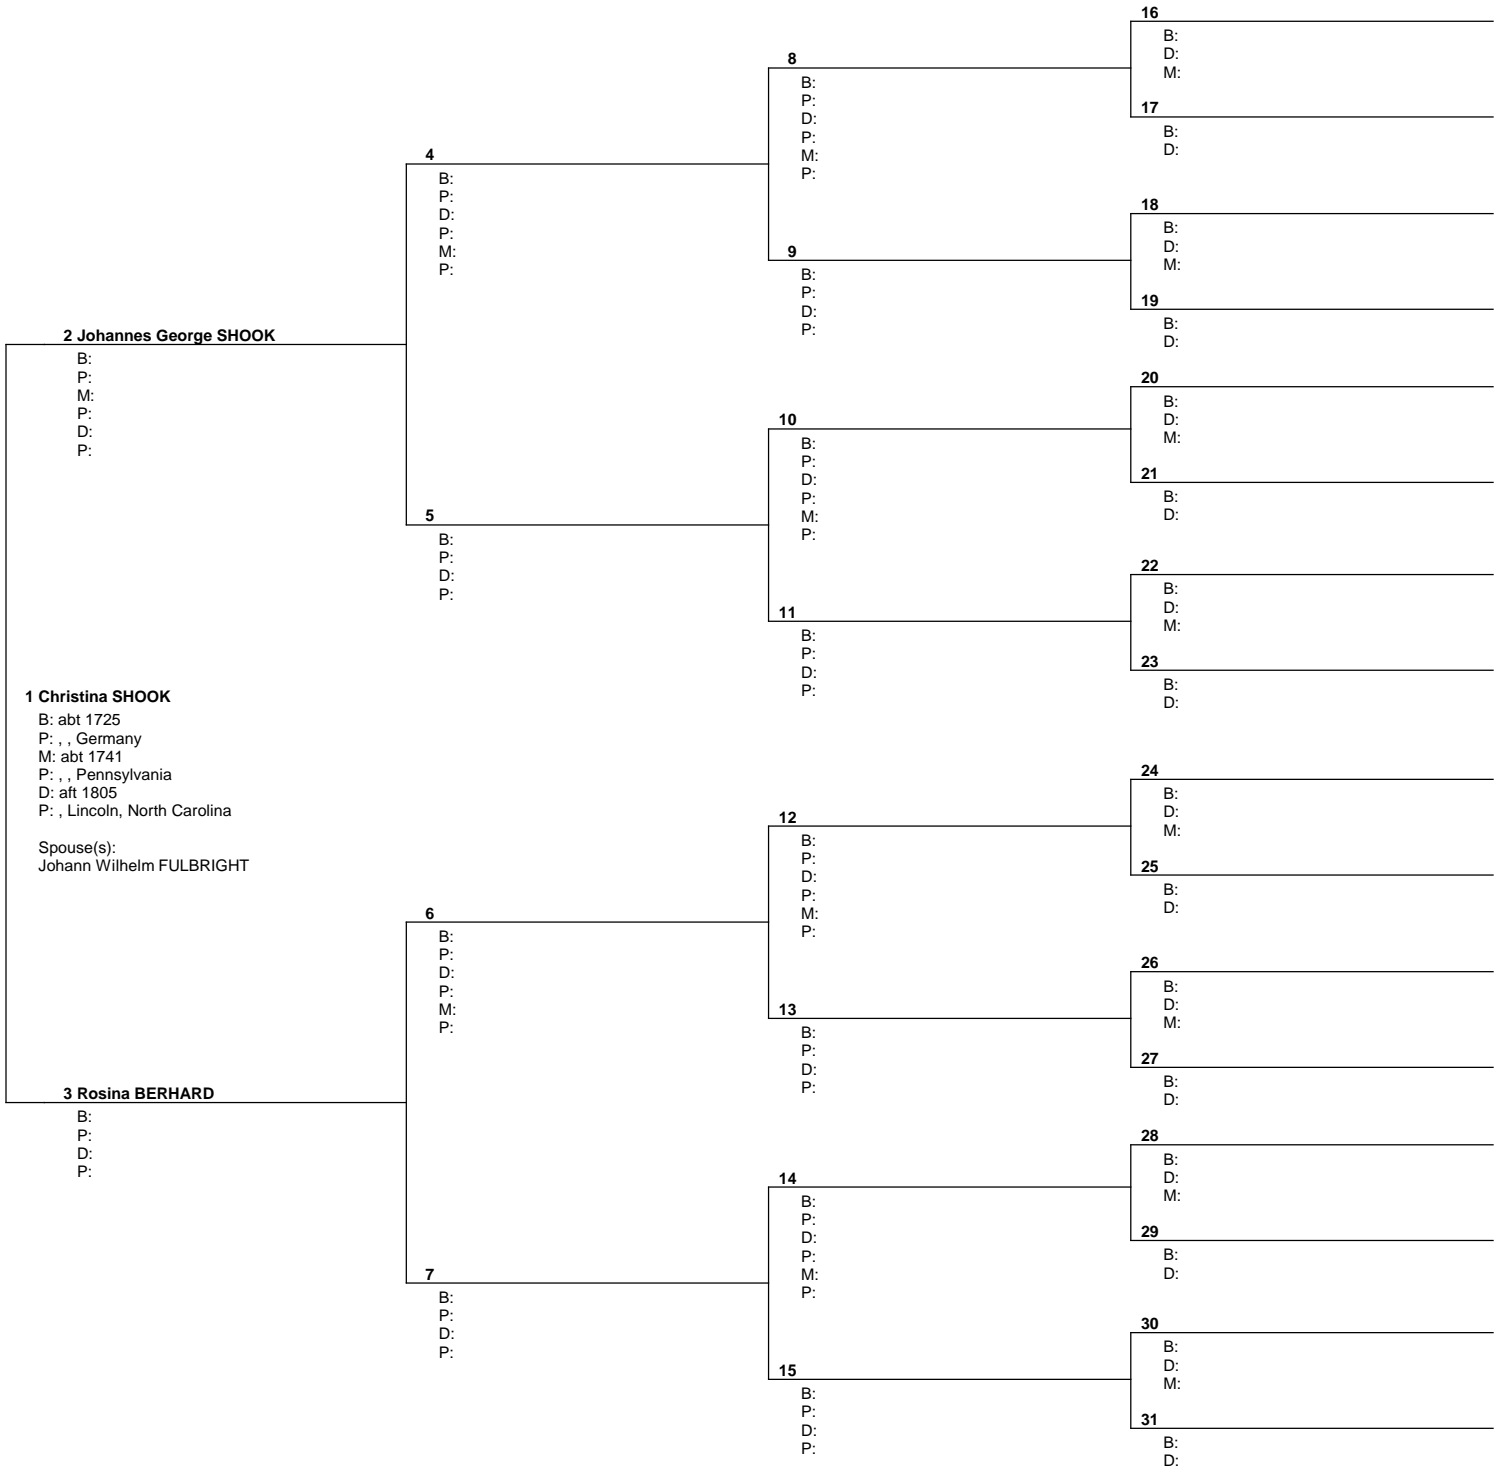 1 Christina SHOOK
B: abt 1725
P: , , Germany
M: abt 1741
P: , , Pennsylvania
D: aft 1805
P: , Lincoln, North Carolina
Spouse(s):
Johann Wilhelm FULBRIGHT
2 Johannes George SHOOK
B:
P:
M:
P:
D:
P:
3 Rosina BERHARD
B:
P:
D:
P:
4
B:
P:
D:
P:
M:
P:
5
B:
P:
D:
P:
6
B:
P:
D:
P:
M:
P:
7
B:
P:
D:
P:
8
B:
P:
D:
P:
M:
P:
9
B:
P:
D:
P:
10
B:
P:
D:
P:
M:
P:
11
B:
P:
D:
P:
12
B:
P:
D:
P:
M:
P:
13
B:
P:
D:
P:
14
B:
P:
D:
P:
M:
P:
15
B:
P:
D:
P:
16
B:
D:
M:
17
B:
D:
18
B:
D:
M:
19
B:
D:
20
B:
D:
M:
21
B:
D:
22
B:
D:
M:
23
B:
D:
24
B:
D:
M:
25
B:
D:
26
B:
D:
M:
27
B:
D:
28
B:
D:
M:
29
B:
D:
30
B:
D:
M:
31
B:
D: